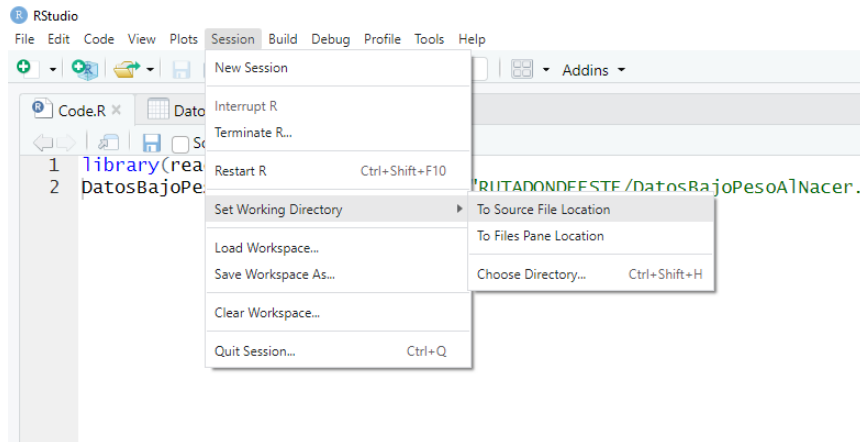 RStudio
File Edit Code View Plots Session Build Debug Profile Tools Help
Addins
New Session
Interrupt R
Terminate R...
Restart R Ctrl+Shift+F10
Set Working Directory
Load Workspace...
Save Workspace As...
Clear Workspace...
Quit Session... Ctrl+Q
To Source File Location
To Files Pane Location
Choose Directory... Ctrl+Shift+H
Code.R Dato
1 library(rea
2 DatosBajoPe "RUTADONDEESTE/DatosBajoPesoAlNacer.